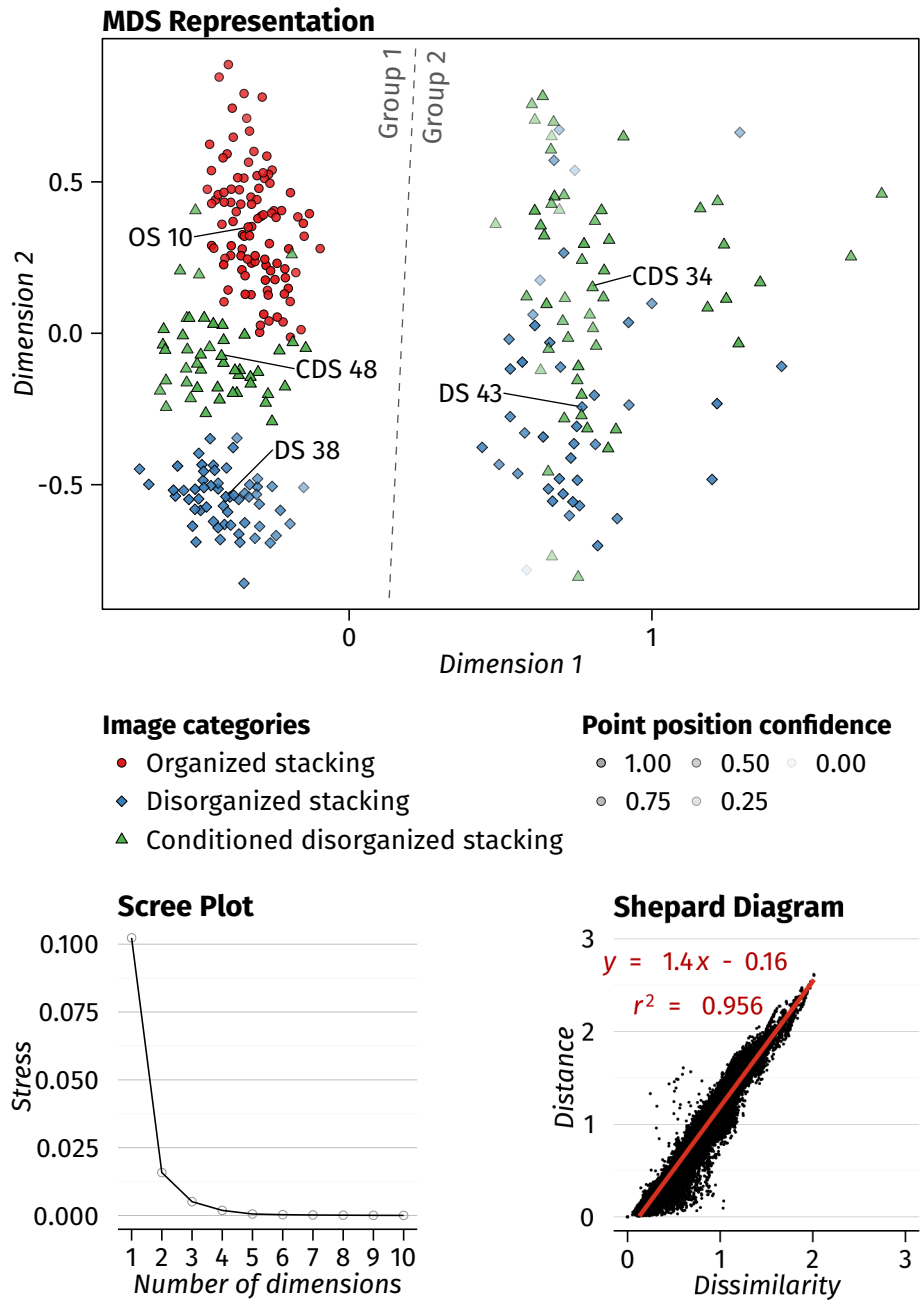 MDS Representation
Group 1
Group 2
0.5
0.0
-0.5
Dimension 2
OS 10
CDS 34
CDS 48
DS 43
DS 38
0 1
Dimension 1
Image categories
Organized stacking
Disorganized stacking
Conditioned disorganized stacking
Point position confidence
1.00 0.50 0.00
0.75 0.25
Scree Plot
0.100
0.075
0.050
0.025
0.000
Stress
1 2 3 4 5 6 7 8 9 10
Number of dimensions
Shepard Diagram
y = 1.4x - 0.16
r² = 0.956
3
2
1
0
Distance
0 1 2 3
Dissimilarity